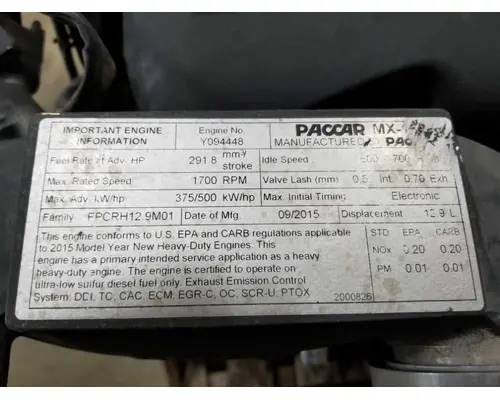 IMPORTANT ENGINE INFORMATION
Engine No. Y094448
PACCAR MX-
MANUFACTURED
Fuel Rate at Adv. HP 291.8 mm³/stroke
Idle Speed 700
Max. Rated Speed 1700 RPM
Valve Lash (mm) 0.5 Int. 0.70 Exh
Max. Adv. kW/hp 375/500 kW/hp
Max. Initial Timing Electronic
Family FPCRH12.9M01 Date of Mfg. 09/2015 Displacement 12.9 L
This engine conforms to U.S. EPA and CARB regulations applicable
to 2015 Model Year New Heavy-Duty Engines. This
engine has a primary intended service application as a heavy
heavy-duty engine. The engine is certified to operate on
ultra-low sulfur diesel fuel only. Exhaust Emission Control
System: DDI, TC, CAC, ECM, EGR-C, OC, SCR-U, PTOX
2000826
STD EPA CARB
NOx 0.20 0.20
PM 0.01 0.01